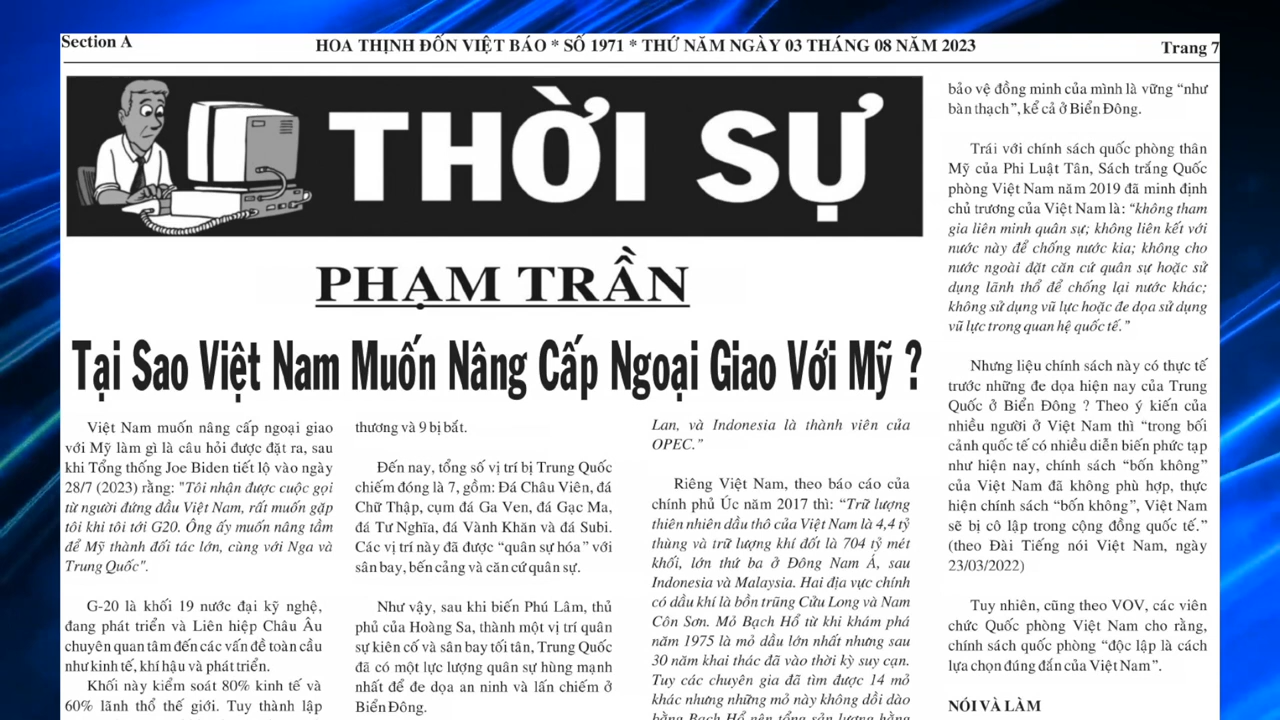 Section A
HOA THỊNH ĐỐN VIỆT BÁO * SỐ 1971 * THỨ NĂM NGÀY 03 THÁNG 08 NĂM 2023
Trang 7
THỜI SỰ
PHẠM TRẦN
Tại Sao Việt Nam Muốn Nâng Cấp Ngoại Giao Với Mỹ ?
Việt Nam muốn nâng cấp ngoại giao
với Mỹ làm gì là câu hỏi được đặt ra, sau
khi Tổng thống Joe Biden tiết lộ vào ngày
28/7 (2023) rằng: "Tôi nhận được cuộc gọi
từ người đứng đầu Việt Nam, rất muốn gặp
tôi khi tôi tới G20. Ông ấy muốn nâng tầm
để Mỹ thành đối tác lớn, cùng với Nga và
Trung Quốc".
G-20 là khối 19 nước đại kỹ nghệ,
đang phát triển và Liên hiệp Châu Âu
chuyên quan tâm đến các vấn đề toàn cầu
như kinh tế, khí hậu và phát triển.
Khối này kiểm soát 80% kinh tế và
60% lãnh thổ thế giới. Tuy thành lập
thương và 9 bị bắt.
Đến nay, tổng số vị trí bị Trung Quốc
chiếm đóng là 7, gồm: Đá Châu Viên, đá
Chữ Thập, cụm đá Ga Ven, đá Gạc Ma,
đá Tư Nghĩa, đá Vành Khăn và đá Subi.
Các vị trí này đã được “quân sự hóa” với
sân bay, bến cảng và căn cứ quân sự.
Như vậy, sau khi biến Phú Lâm, thủ
phủ của Hoàng Sa, thành một vị trí quân
sự kiên cố và sân bay tối tân, Trung Quốc
đã có một lực lượng quân sự hùng mạnh
nhất để đe dọa an ninh và lấn chiếm ở
Biển Đông.
Lan, và Indonesia là thành viên của
OPEC.”
Riêng Việt Nam, theo báo cáo của
chính phủ Úc năm 2017 thì: “Trữ lượng
thiên nhiên dầu thô của Việt Nam là 4,4 tỷ
thùng và trữ lượng khí đốt là 704 tỷ mét
khối, lớn thứ ba ở Đông Nam Á, sau
Indonesia và Malaysia. Hai địa vực chính
có dầu khí là bồn trũng Cửu Long và Nam
Côn Sơn. Mỏ Bạch Hổ từ khi khám phá
năm 1975 là mỏ dầu lớn nhất nhưng sau
30 năm khai thác đã vào thời kỳ suy cạn.
Tuy các chuyên gia đã tìm được 14 mỏ
khác nhưng những mỏ này không dồi dào
bằng Bạch Hổ nên tổng sản lượng hằng
bảo vệ đồng minh của mình là vững “như
bàn thạch”, kể cả ở Biển Đông.
Trái với chính sách quốc phòng thân
Mỹ của Phi Luật Tân, Sách trắng Quốc
phòng Việt Nam năm 2019 đã minh định
chủ trương của Việt Nam là: “không tham
gia liên minh quân sự; không liên kết với
nước này để chống nước kia; không cho
nước ngoài đặt căn cứ quân sự hoặc sử
dụng lãnh thổ để chống lại nước khác;
không sử dụng vũ lực hoặc đe dọa sử dụng
vũ lực trong quan hệ quốc tế.”
Nhưng liệu chính sách này có thực tế
trước những đe dọa hiện nay của Trung
Quốc ở Biển Đông ? Theo ý kiến của
nhiều người ở Việt Nam thì “trong bối
cảnh quốc tế có nhiều diễn biến phức tạp
như hiện nay, chính sách “bốn không”
của Việt Nam đã không phù hợp, thực
hiện chính sách “bốn không”, Việt Nam
sẽ bị cô lập trong cộng đồng quốc tế.”
(theo Đài Tiếng nói Việt Nam, ngày
23/03/2022)
Tuy nhiên, cũng theo VOV, các viên
chức Quốc phòng Việt Nam cho rằng,
chính sách quốc phòng “độc lập là cách
lựa chọn đúng đắn của Việt Nam”.
NÓI VÀ LÀM